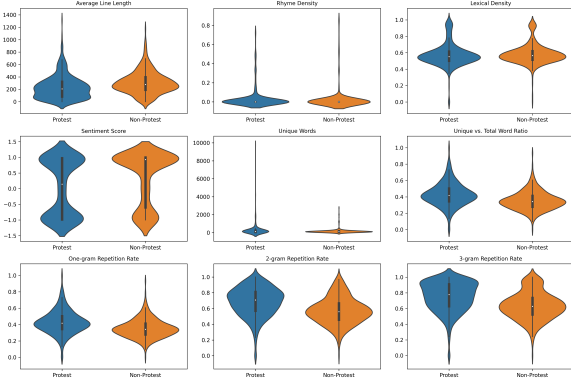 Average Line Length
Rhyme Density
Lexical Density
1400
1200
1000
800
600
400
200
0
Protest
Non-Protest
0.8
0.6
0.4
0.2
0.0
Protest
Non-Protest
1.0
0.8
0.6
0.4
0.2
0.0
Protest
Non-Protest
Sentiment Score
Unique Words
Unique vs. Total Word Ratio
1.5
1.0
0.5
0.0
−0.5
−1.0
−1.5
Protest
Non-Protest
10000
8000
6000
4000
2000
0
Protest
Non-Protest
1.0
0.8
0.6
0.4
0.2
0.0
Protest
Non-Protest
One-gram Repetition Rate
2-gram Repetition Rate
3-gram Repetition Rate
1.0
0.8
0.6
0.4
0.2
0.0
Protest
Non-Protest
1.0
0.8
0.6
0.4
0.2
0.0
Protest
Non-Protest
1.0
0.8
0.6
0.4
0.2
0.0
Protest
Non-Protest